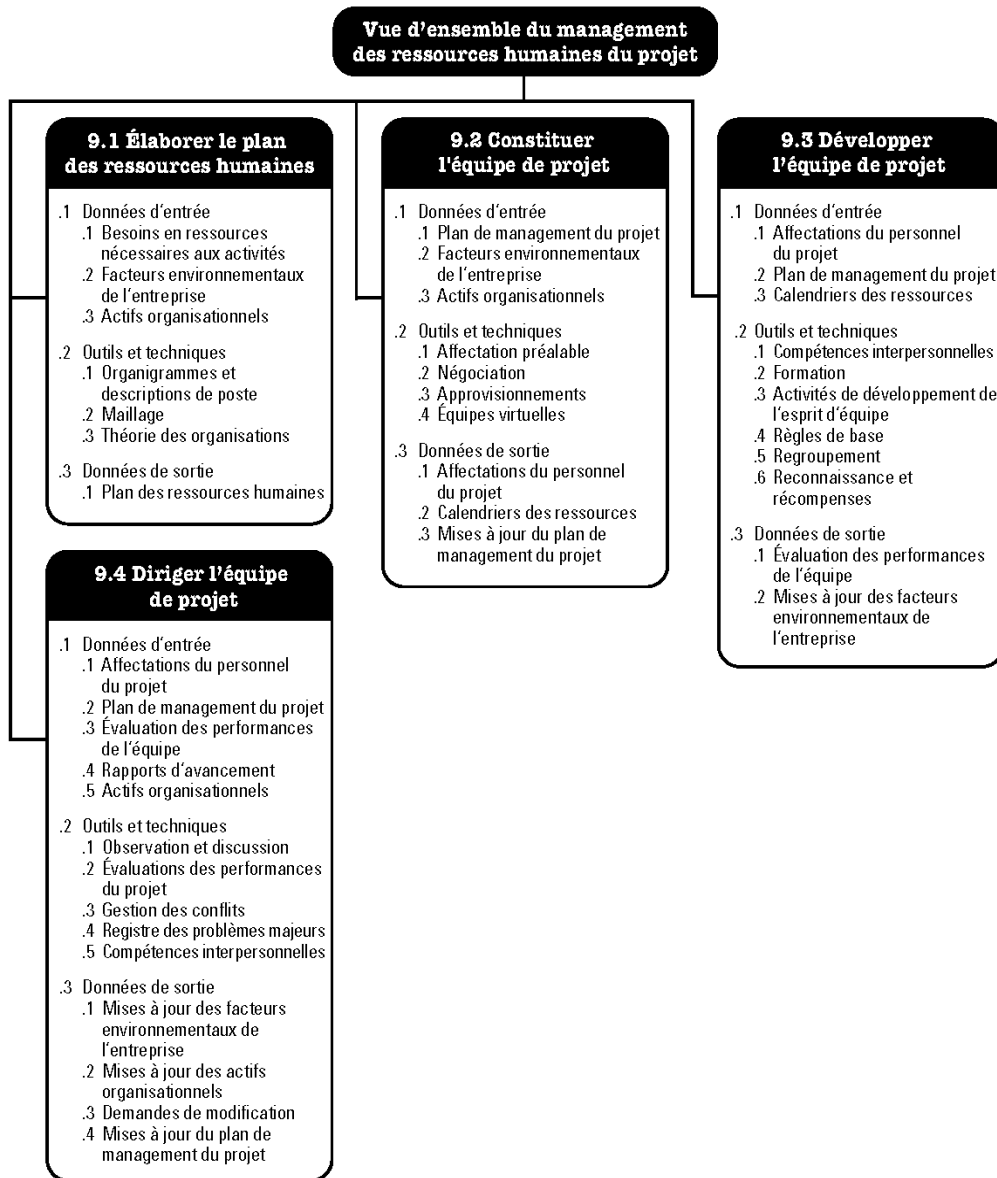 Vue d'ensemble du management
des ressources humaines du projet
9.1 Élaborer le plan
des ressources humaines
.1 Données d'entrée
.1 Besoins en ressources
nécessaires aux activités
.2 Facteurs environnementaux
de l'entreprise
.3 Actifs organisationnels
.2 Outils et techniques
.1 Organigrammes et
descriptions de poste
.2 Maillage
.3 Théorie des organisations
.3 Données de sortie
.1 Plan des ressources humaines
9.2 Constituer
l'équipe de projet
.1 Données d'entrée
.1 Plan de management du projet
.2 Facteurs environnementaux
de l'entreprise
.3 Actifs organisationnels
.2 Outils et techniques
.1 Affectation préalable
.2 Négociation
.3 Approvisionnements
.4 Équipes virtuelles
.3 Données de sortie
.1 Affectations du personnel
du projet
.2 Calendriers des ressources
.3 Mises à jour du plan de
management du projet
9.3 Développer
l'équipe de projet
.1 Données d'entrée
.1 Affectations du personnel
du projet
.2 Plan de management du projet
.3 Calendriers des ressources
.2 Outils et techniques
.1 Compétences interpersonnelles
.2 Formation
.3 Activités de développement de
l'esprit d'équipe
.4 Règles de base
.5 Regroupement
.6 Reconnaissance et
récompenses
.3 Données de sortie
.1 Évaluation des performances
de l'équipe
.2 Mises à jour des facteurs
environnementaux de
l'entreprise
9.4 Diriger l'équipe
de projet
.1 Données d'entrée
.1 Affectations du personnel
du projet
.2 Plan de management du projet
.3 Évaluation des performances
de l'équipe
.4 Rapports d'avancement
.5 Actifs organisationnels
.2 Outils et techniques
.1 Observation et discussion
.2 Évaluations des performances
du projet
.3 Gestion des conflits
.4 Registre des problèmes majeurs
.5 Compétences interpersonnelles
.3 Données de sortie
.1 Mises à jour des facteurs
environnementaux de
l'entreprise
.2 Mises à jour des actifs
organisationnels
.3 Demandes de modification
.4 Mises à jour du plan de
management du projet